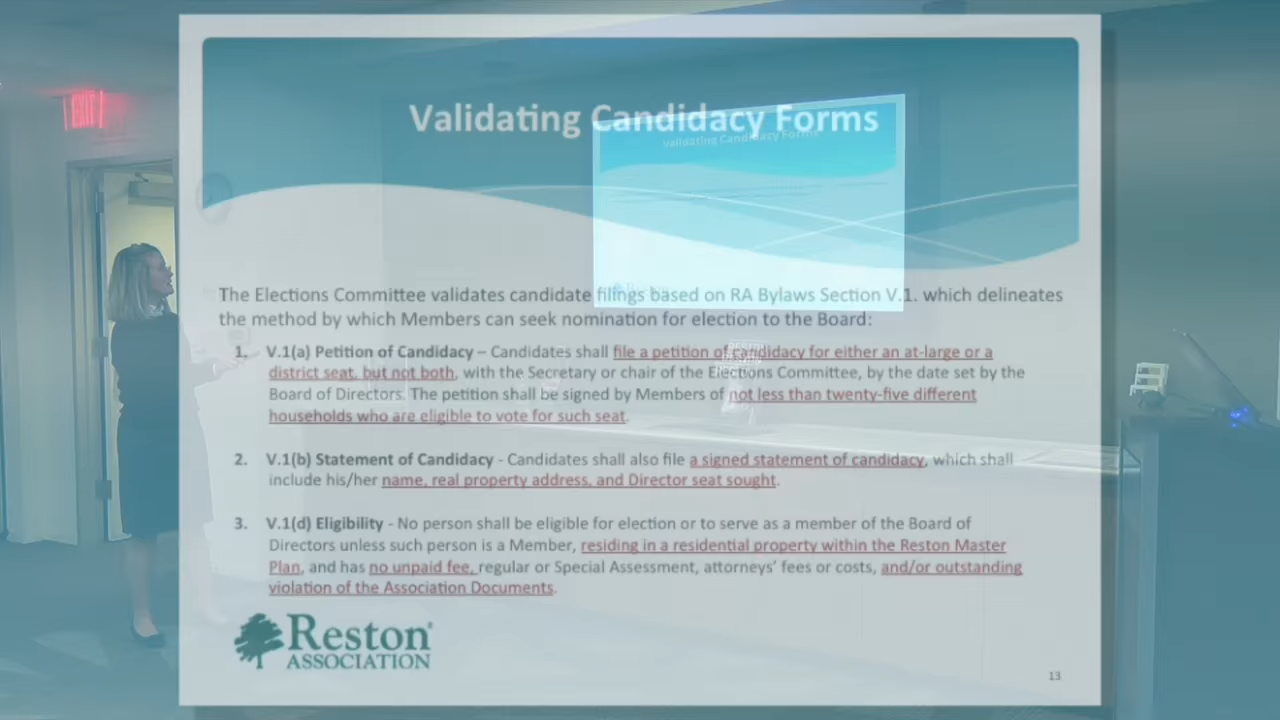 EXIT
Validating Candidacy Forms
Validating Candidacy Forms
The Elections Committee validates candidate filings based on RA Bylaws Section V.1. which delineates
the method by which Members can seek nomination for election to the Board:
1. V.1(a) Petition of Candidacy – Candidates shall file a petition of candidacy for either an at-large or a
district seat, but not both, with the Secretary or chair of the Elections Committee, by the date set by the
Board of Directors. The petition shall be signed by Members of not less than twenty-five different
households who are eligible to vote for such seat.
2. V.1(b) Statement of Candidacy - Candidates shall also file a signed statement of candidacy, which shall
include his/her name, real property address, and Director seat sought.
3. V.1(d) Eligibility - No person shall be eligible for election or to serve as a member of the Board of
Directors unless such person is a Member, residing in a residential property within the Reston Master
Plan, and has no unpaid fee, regular or Special Assessment, attorneys' fees or costs, and/or outstanding
violation of the Association Documents.
Reston®
ASSOCIATION
13